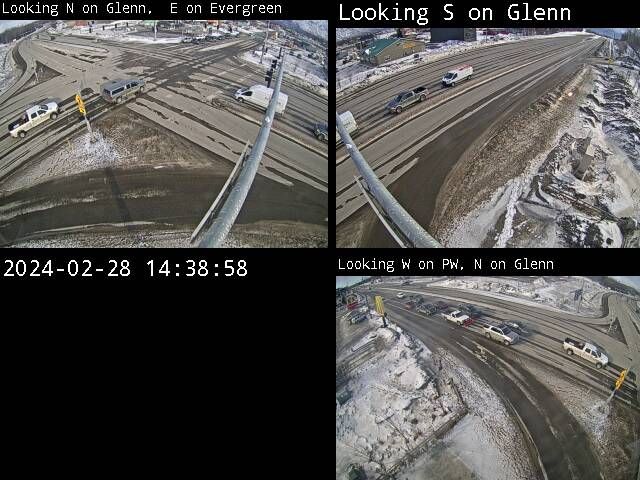 Looking N on Glenn, E on Evergreen
Looking S on Glenn
2024-02-28 14:38:58
Looking W on PW, N on Glenn